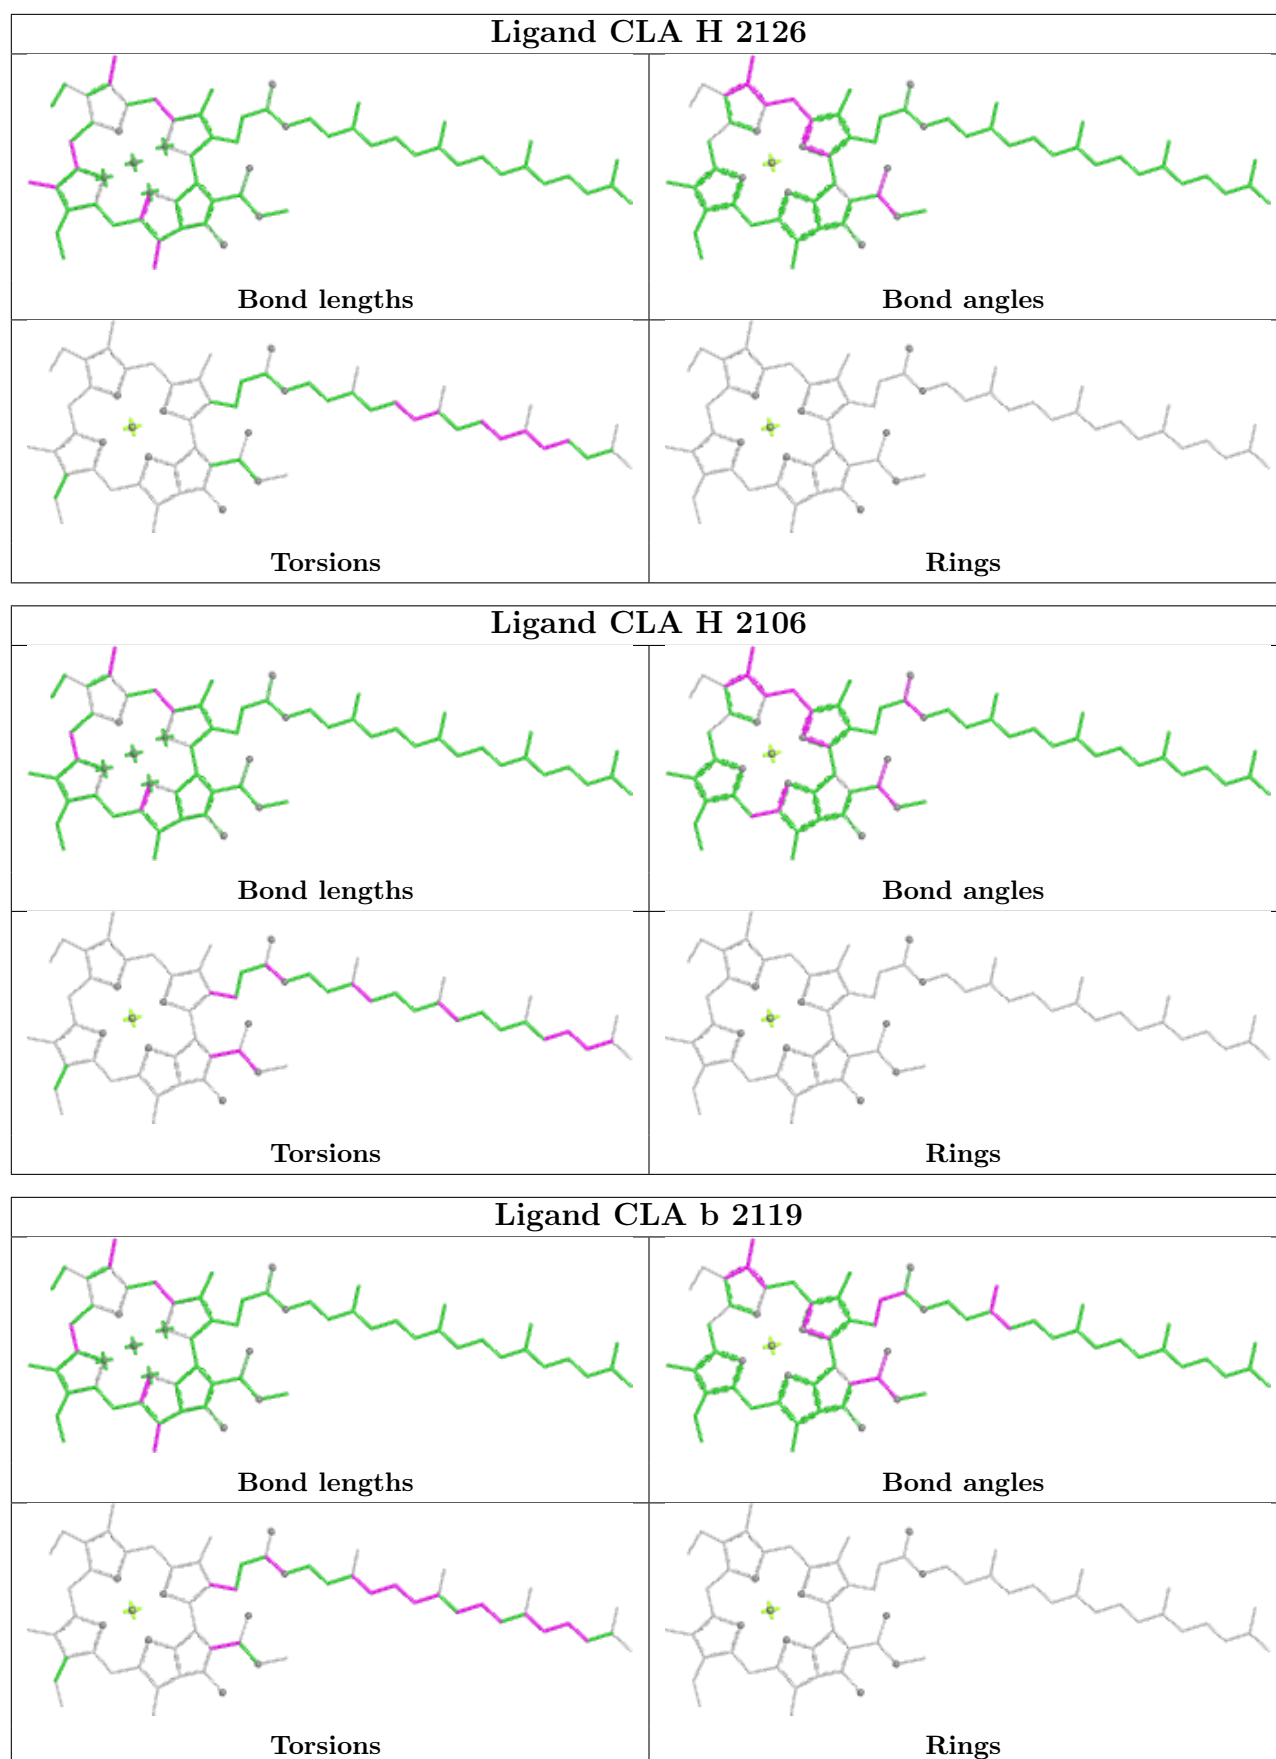 Ligand CLA H 2126
Bond lengths
Bond angles
Torsions
Rings
Ligand CLA H 2106
Bond lengths
Bond angles
Torsions
Rings
Ligand CLA b 2119
Bond lengths
Bond angles
Torsions
Rings